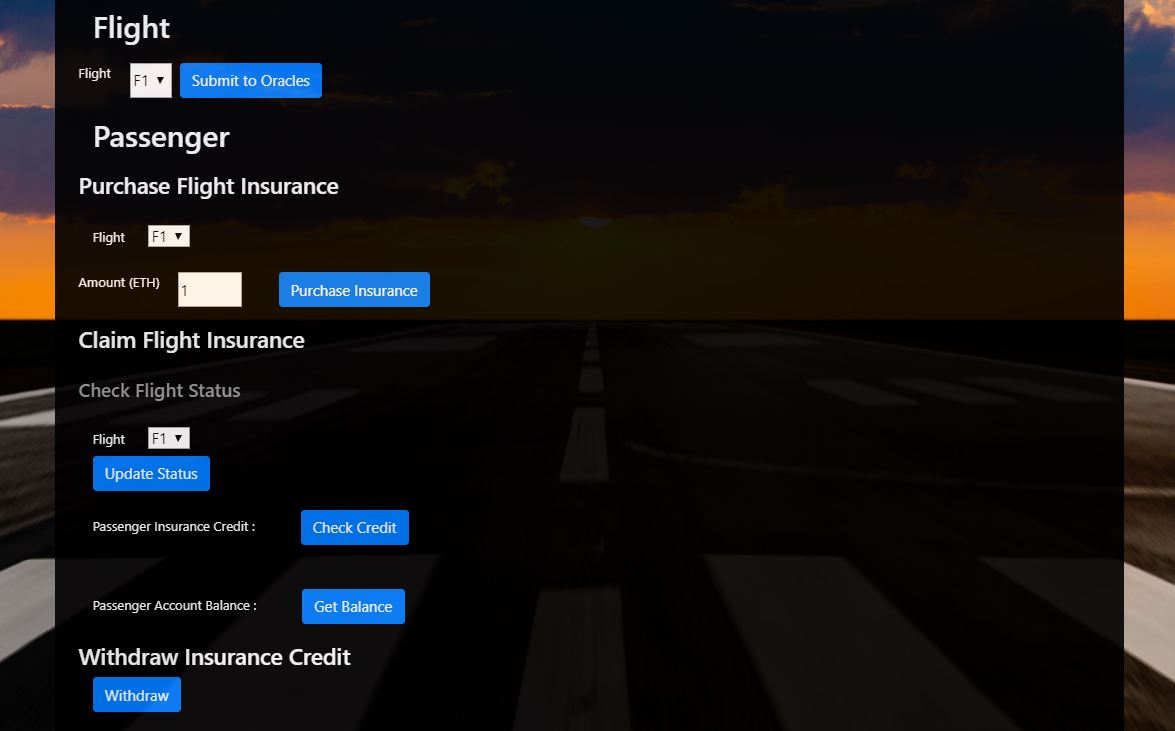 Flight
Flight F1 Submit to Oracles
Passenger
Purchase Flight Insurance
Flight F1
Amount (ETH) 1 Purchase Insurance
Claim Flight Insurance
Check Flight Status
Flight F1
Update Status
Passenger Insurance Credit : Check Credit
Passenger Account Balance : Get Balance
Withdraw Insurance Credit
Withdraw